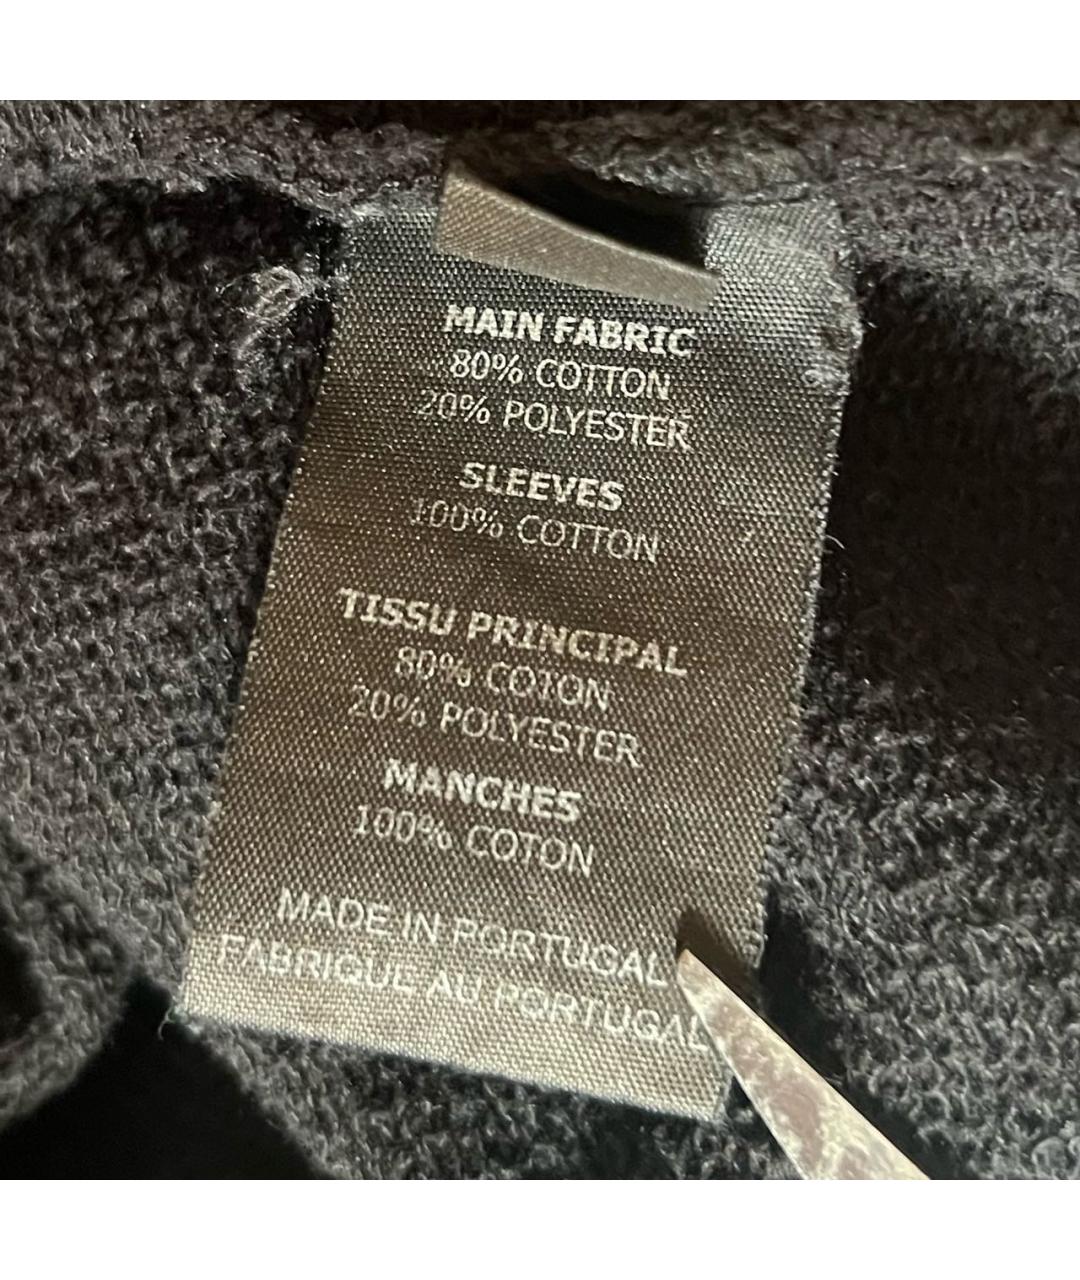 MAIN FABRIC
80% COTTON
20% POLYESTER
SLEEVES
100% COTTON
TISSU PRINCIPAL
80% COTON
20% POLYESTER
MANCHES
100% COTON
MADE IN PORTUGAL
FABRIQUE AU PORTUGAL